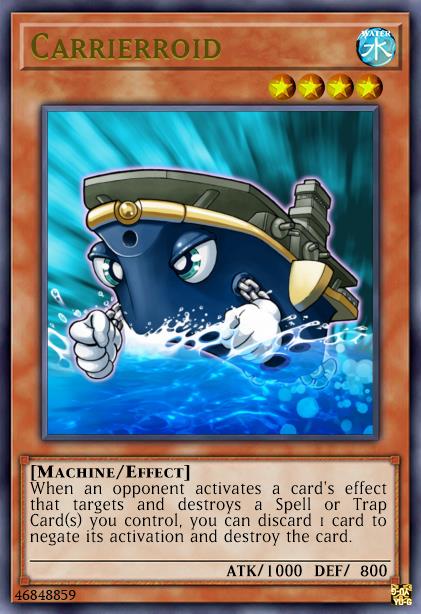 CARRIERROID
WATER
水
[MACHINE/EFFECT]
When an opponent activates a card's effect
that targets and destroys a Spell or Trap
Card(s) you control, you can discard 1 card to
negate its activation and destroy the card.
ATK/1000 DEF/ 800
46848859